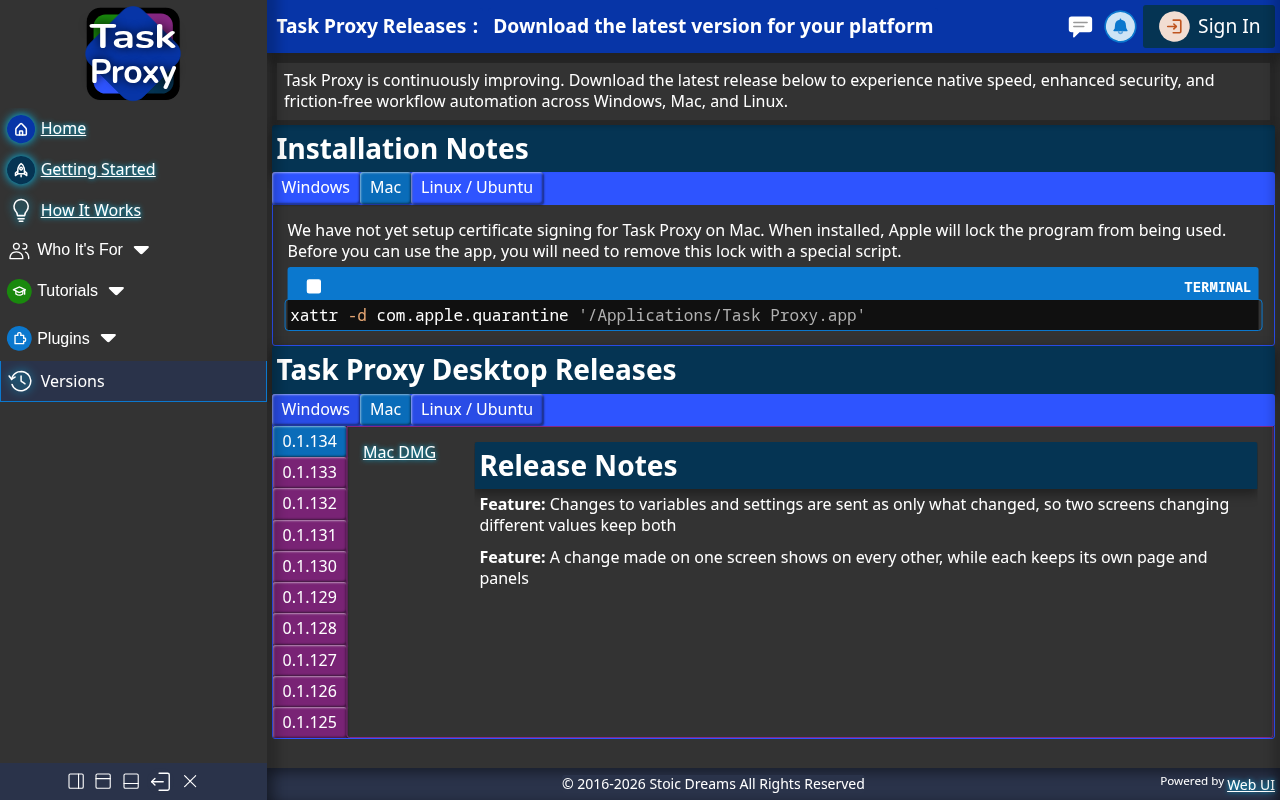 Task
Proxy
Home
Getting Started
How It Works
Who It's For
Tutorials
Plugins
Versions
Task Proxy Releases : Download the latest version for your platform
Sign In
Task Proxy is continuously improving. Download the latest release below to experience native speed, enhanced security, and
friction-free workflow automation across Windows, Mac, and Linux.
Installation Notes
Windows Mac Linux / Ubuntu
We have not yet setup certificate signing for Task Proxy on Mac. When installed, Apple will lock the program from being used.
Before you can use the app, you will need to remove this lock with a special script.
TERMINAL
xattr -d com.apple.quarantine '/Applications/Task Proxy.app'
Task Proxy Desktop Releases
Windows Mac Linux / Ubuntu
0.1.134
0.1.133
0.1.132
0.1.131
0.1.130
0.1.129
0.1.128
0.1.127
0.1.126
0.1.125
Mac DMG
Release Notes
Feature: Changes to variables and settings are sent as only what changed, so two screens changing
different values keep both
Feature: A change made on one screen shows on every other, while each keeps its own page and
panels
© 2016-2026 Stoic Dreams All Rights Reserved
Powered by Web UI